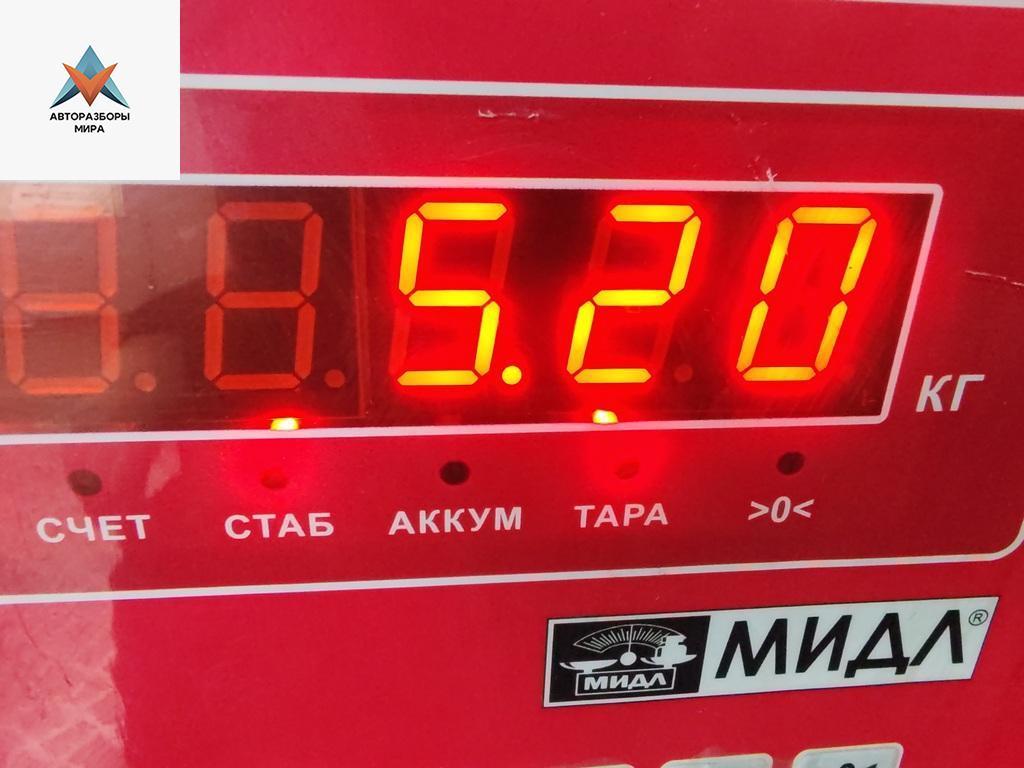 АВТОРАЗБОРЫ
МИРА
5.20
КГ
СЧЕТ СТАБ АККУМ ТАРА >0<
МИДЛ МИДЛ®